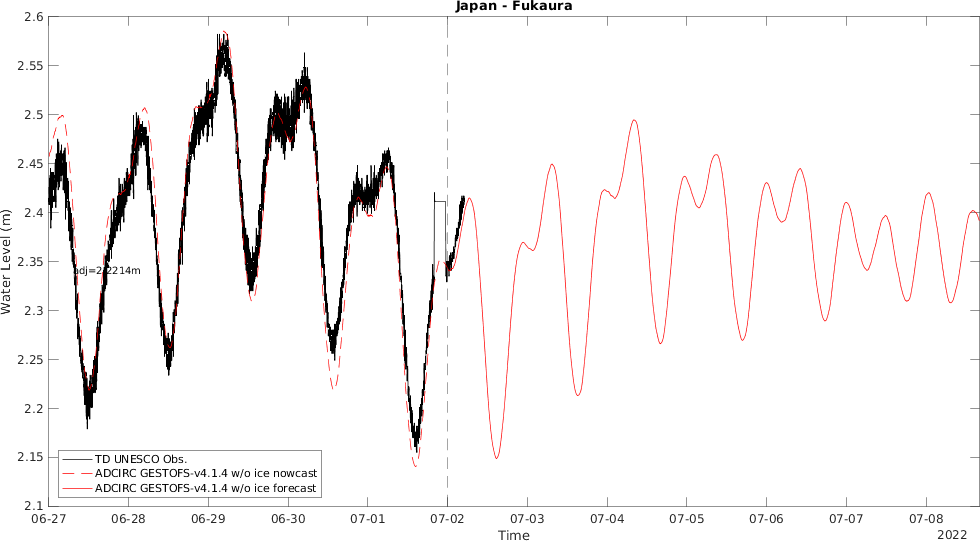 Japan - Fukaura
2.6
2.55
2.5
2.45
2.4
2.35
2.3
2.25
2.2
2.15
2.1
Water Level (m)
adj=2.2214m
TD UNESCO Obs.
ADCIRC GESTOFS-v4.1.4 w/o ice nowcast
ADCIRC GESTOFS-v4.1.4 w/o ice forecast
06-27 06-28 06-29 06-30 07-01 07-02 07-03 07-04 07-05 07-06 07-07 07-08
Time
2022